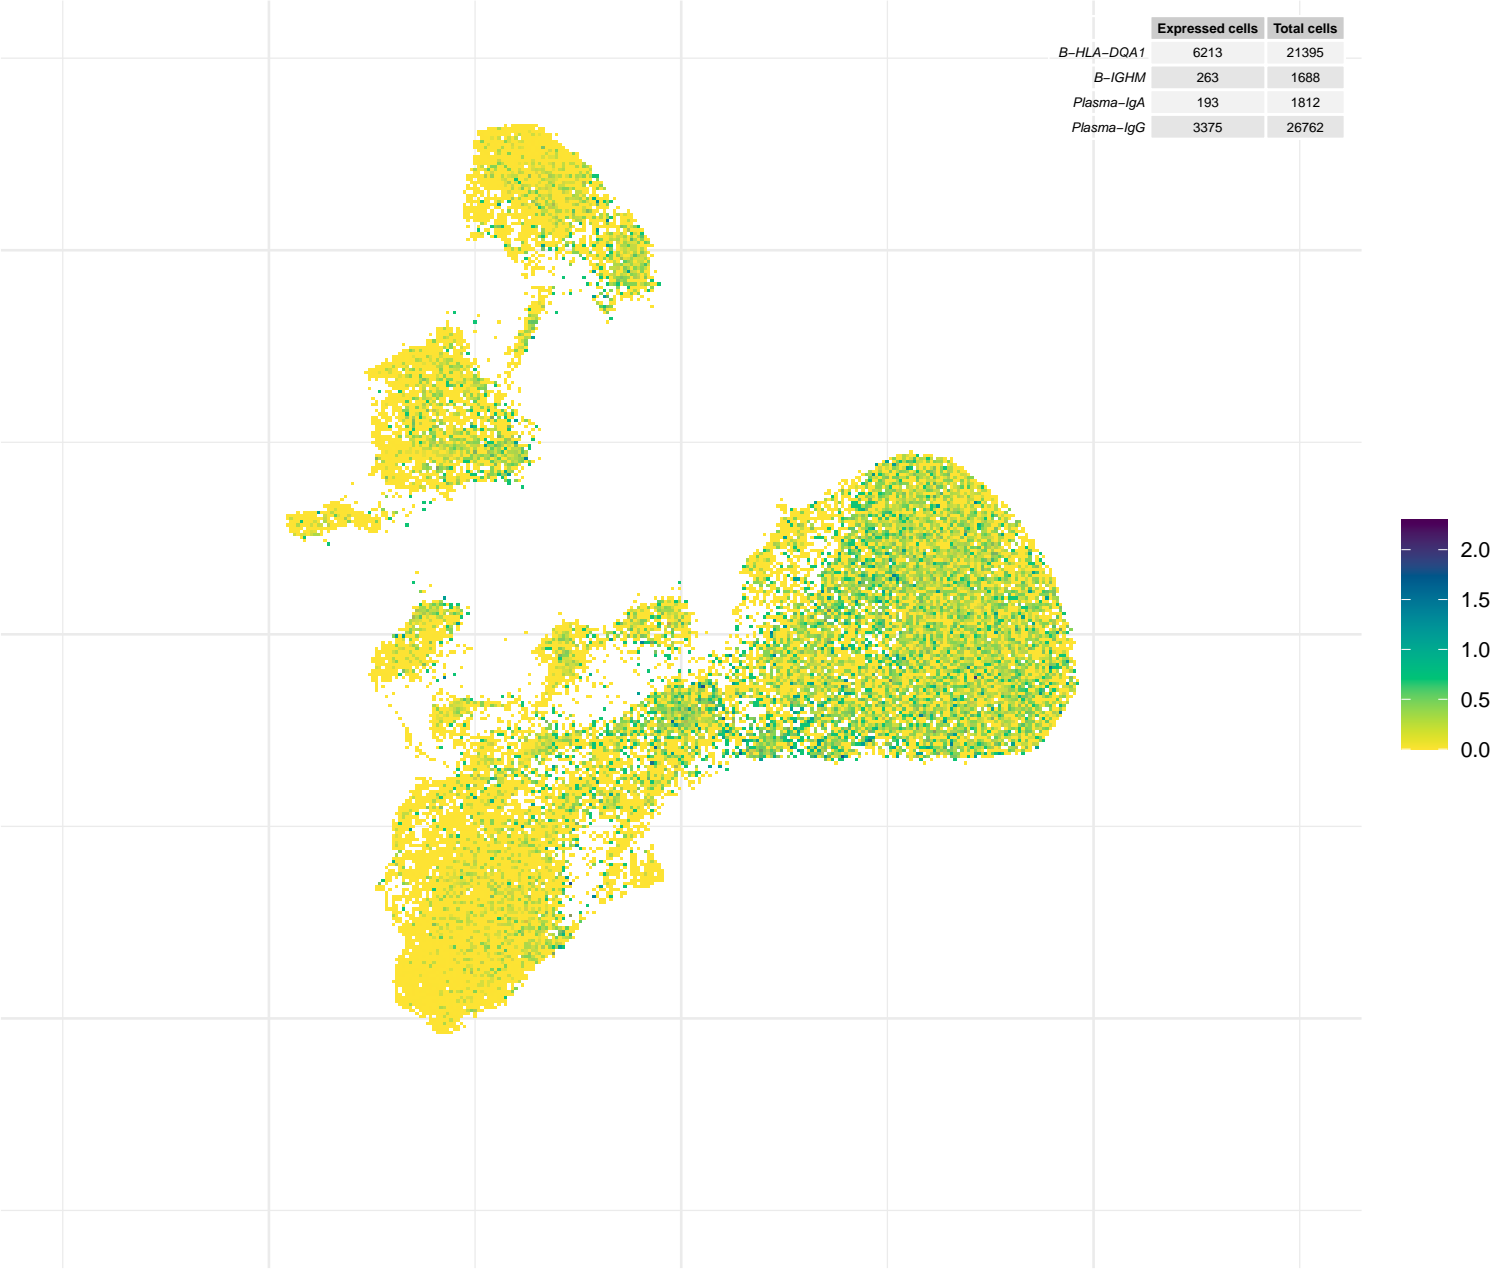 Expressed cells Total cells
B−HLA−DQA1 6213 21395
B−IGHM 263 1688
Plasma−IgA 193 1812
Plasma−IgG 3375 26762
2.0
1.5
1.0
0.5
0.0